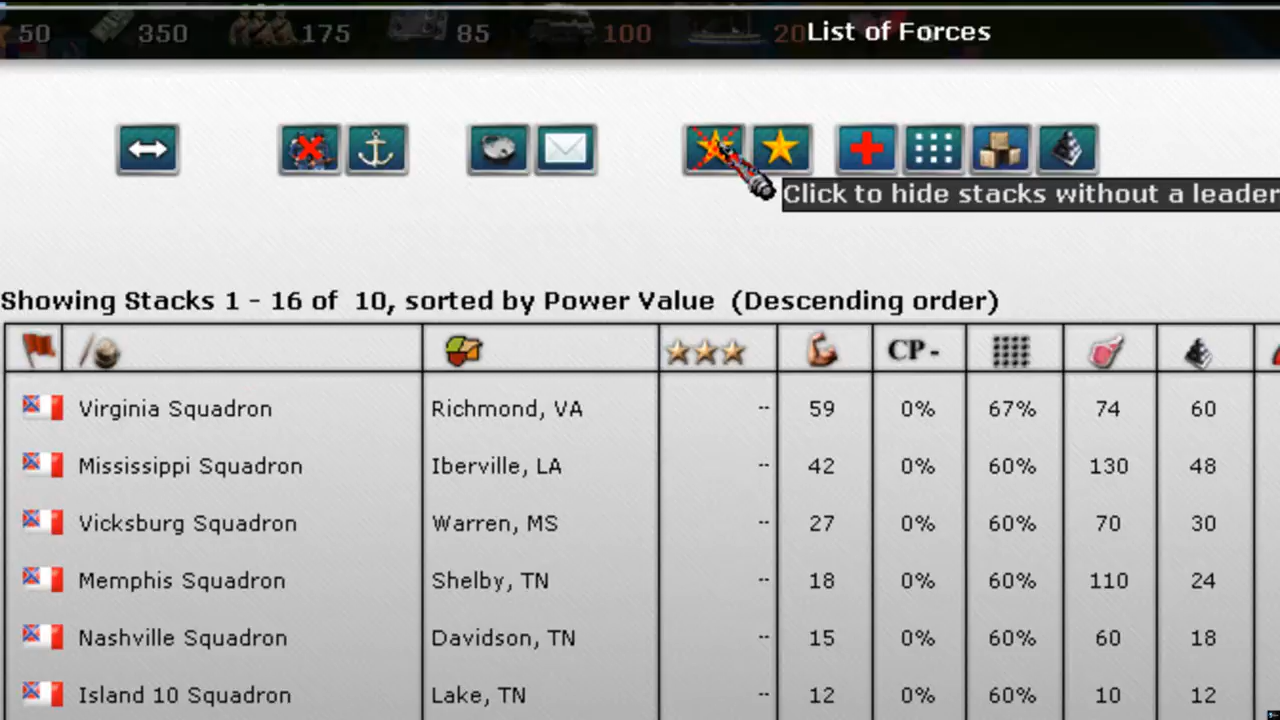 50 350 175 85 100 20 List of Forces
Click to hide stacks without a leader
Showing Stacks 1 - 16 of 10, sorted by Power Value (Descending order)
CP -
Virginia Squadron Richmond, VA -- 59 0% 67% 74 60
Mississippi Squadron Iberville, LA -- 42 0% 60% 130 48
Vicksburg Squadron Warren, MS -- 27 0% 60% 70 30
Memphis Squadron Shelby, TN -- 18 0% 60% 110 24
Nashville Squadron Davidson, TN -- 15 0% 60% 60 18
Island 10 Squadron Lake, TN -- 12 0% 60% 10 12